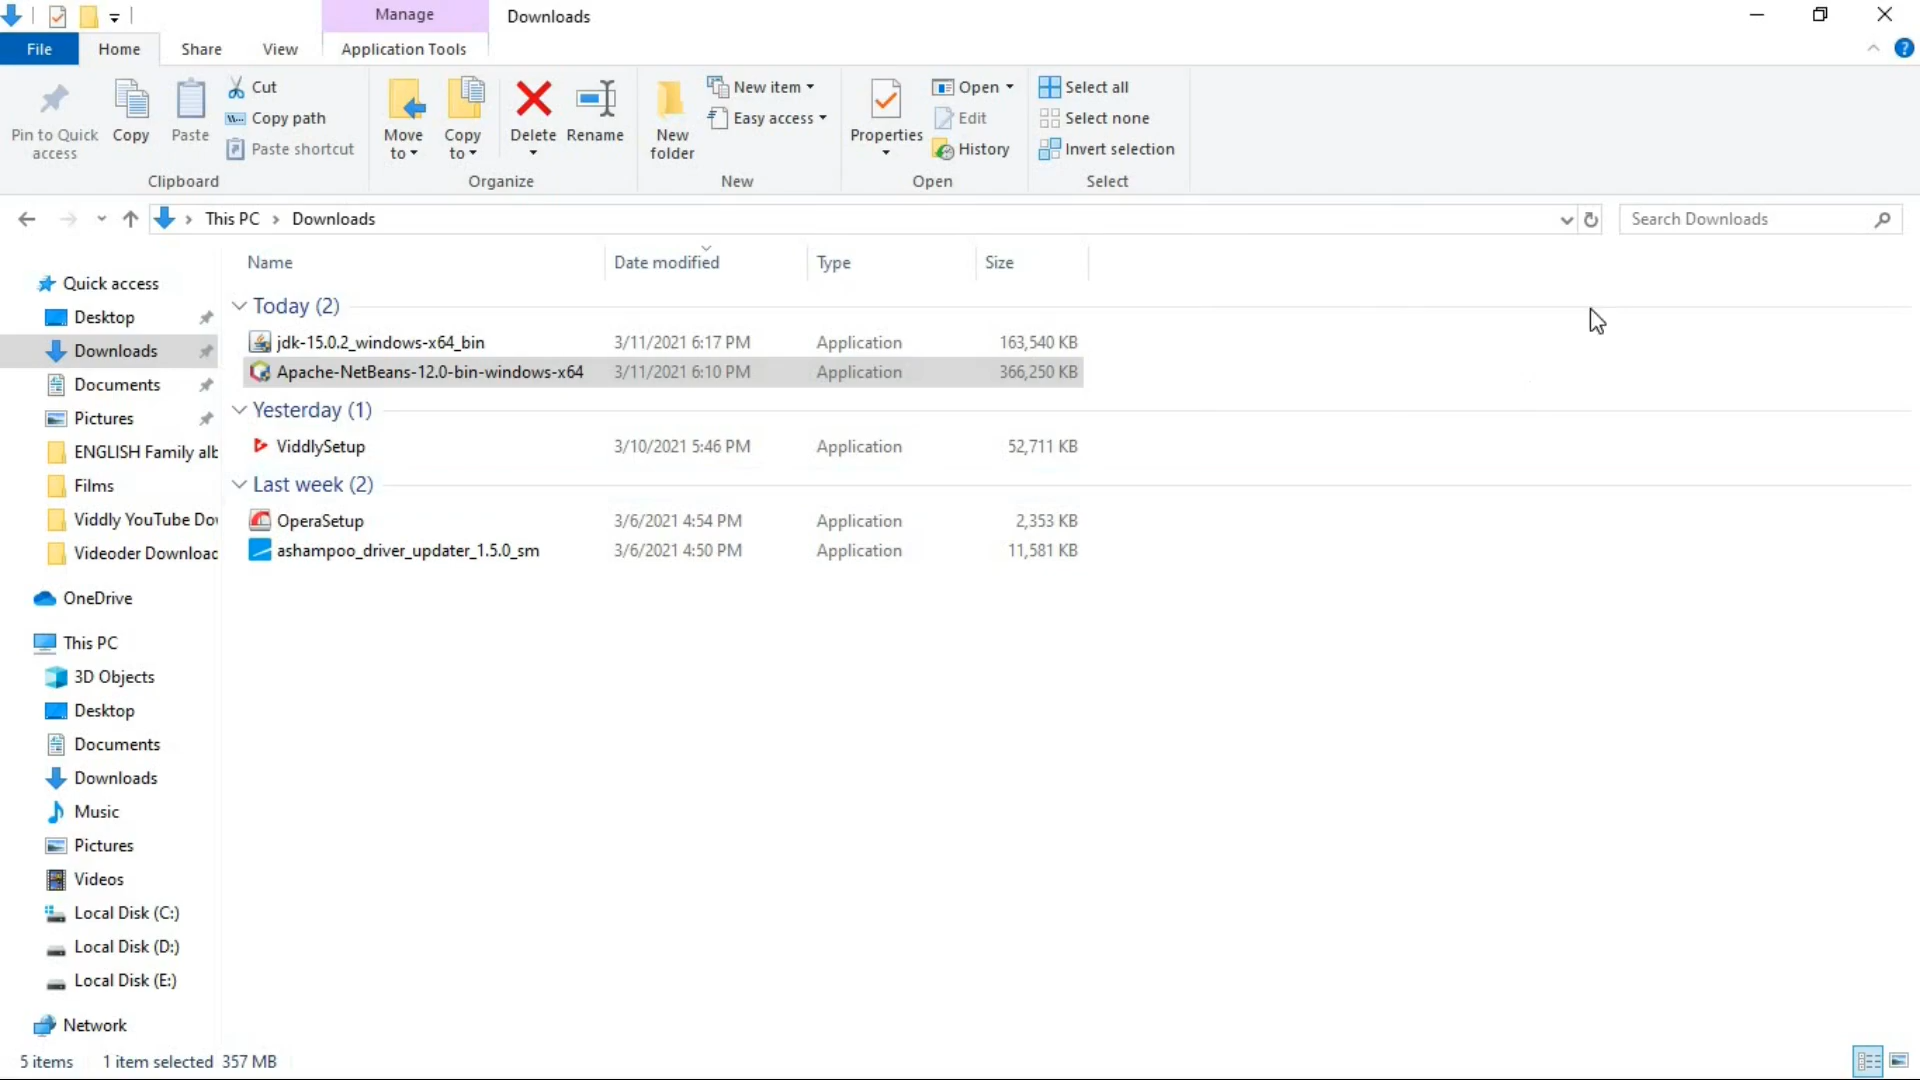 Manage
Downloads
File
Home
Share
View
Application Tools
Pin to Quick access
Copy
Paste
Cut
Copy path
Paste shortcut
Clipboard
Move to
Copy to
Delete
Rename
Organize
New folder
New item
Easy access
New
Properties
Open
Edit
History
Open
Select all
Select none
Invert selection
Select
This PC > Downloads
Search Downloads
Name Date modified Type Size
Quick access
Desktop
Downloads
Documents
Pictures
ENGLISH Family alb
Films
Viddly YouTube Do
Videoder Downloac
OneDrive
This PC
3D Objects
Desktop
Documents
Downloads
Music
Pictures
Videos
Local Disk (C:)
Local Disk (D:)
Local Disk (E:)
Network
Today (2)
jdk-15.0.2_windows-x64_bin 3/11/2021 6:17 PM Application 163,540 KB
Apache-NetBeans-12.0-bin-windows-x64 3/11/2021 6:10 PM Application 366,250 KB
Yesterday (1)
ViddlySetup 3/10/2021 5:46 PM Application 52,711 KB
Last week (2)
OperaSetup 3/6/2021 4:54 PM Application 2,353 KB
ashampoo_driver_updater_1.5.0_sm 3/6/2021 4:50 PM Application 11,581 KB
5 items 1 item selected 357 MB